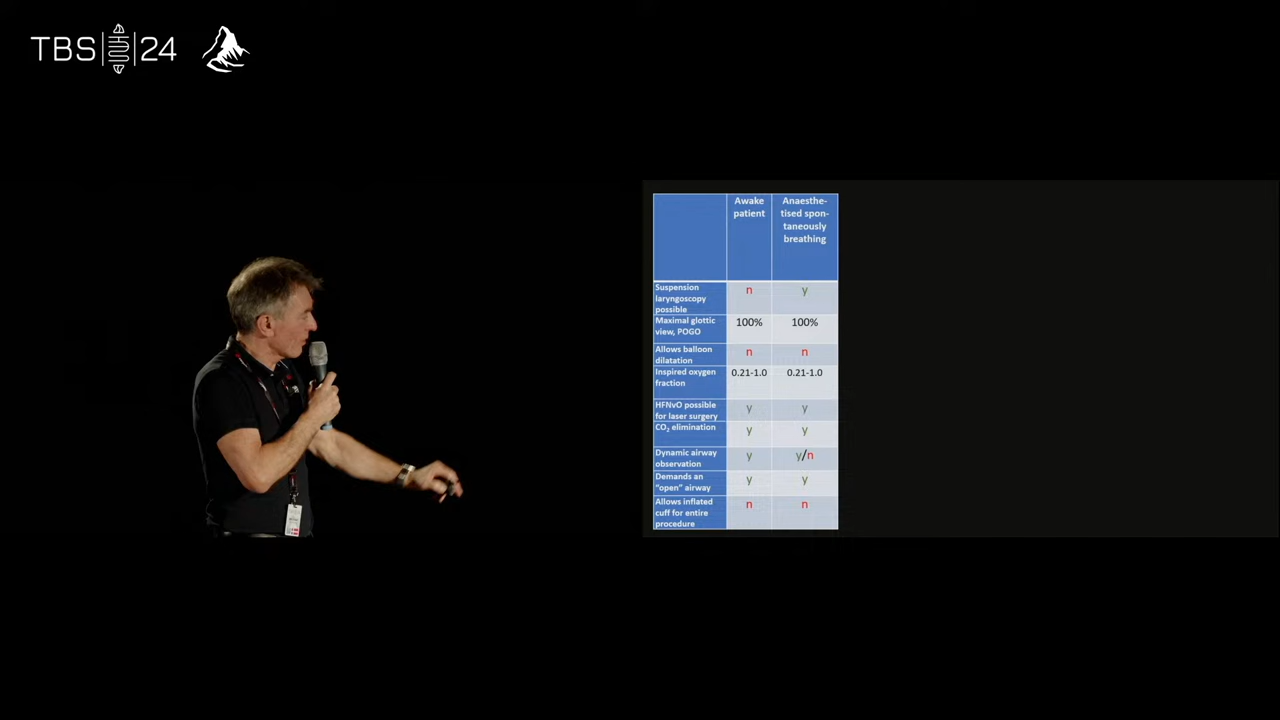 TBS 24
Awake patient
Anaesthe-tised spon-taneously breathing
Suspension laryngoscopy possible n y
Maximal glottic view, POGO 100% 100%
Allows balloon dilatation n n
Inspired oxygen fraction 0.21-1.0 0.21-1.0
HFNvO possible for laser surgery y y
CO₂ elimination y y
Dynamic airway observation y y/n
Demands an "open" airway y y
Allows inflated cuff for entire procedure n n